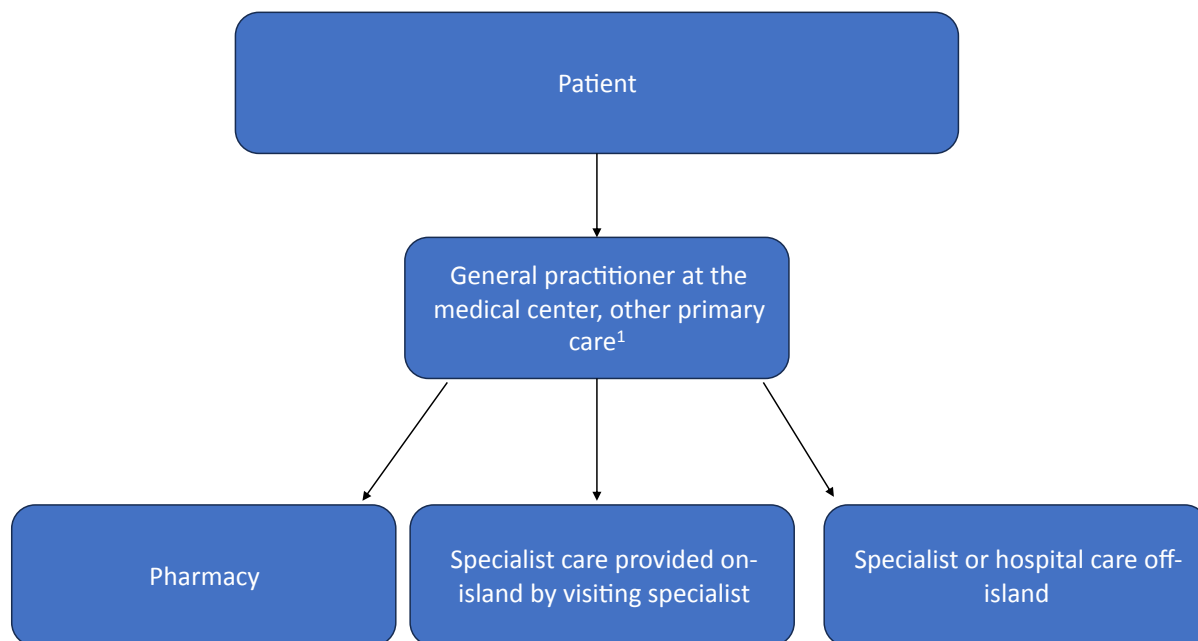 Patient
General practitioner at the
medical center, other primary
care¹
Pharmacy
Specialist care provided on-
island by visiting specialist
Specialist or hospital care off-
island